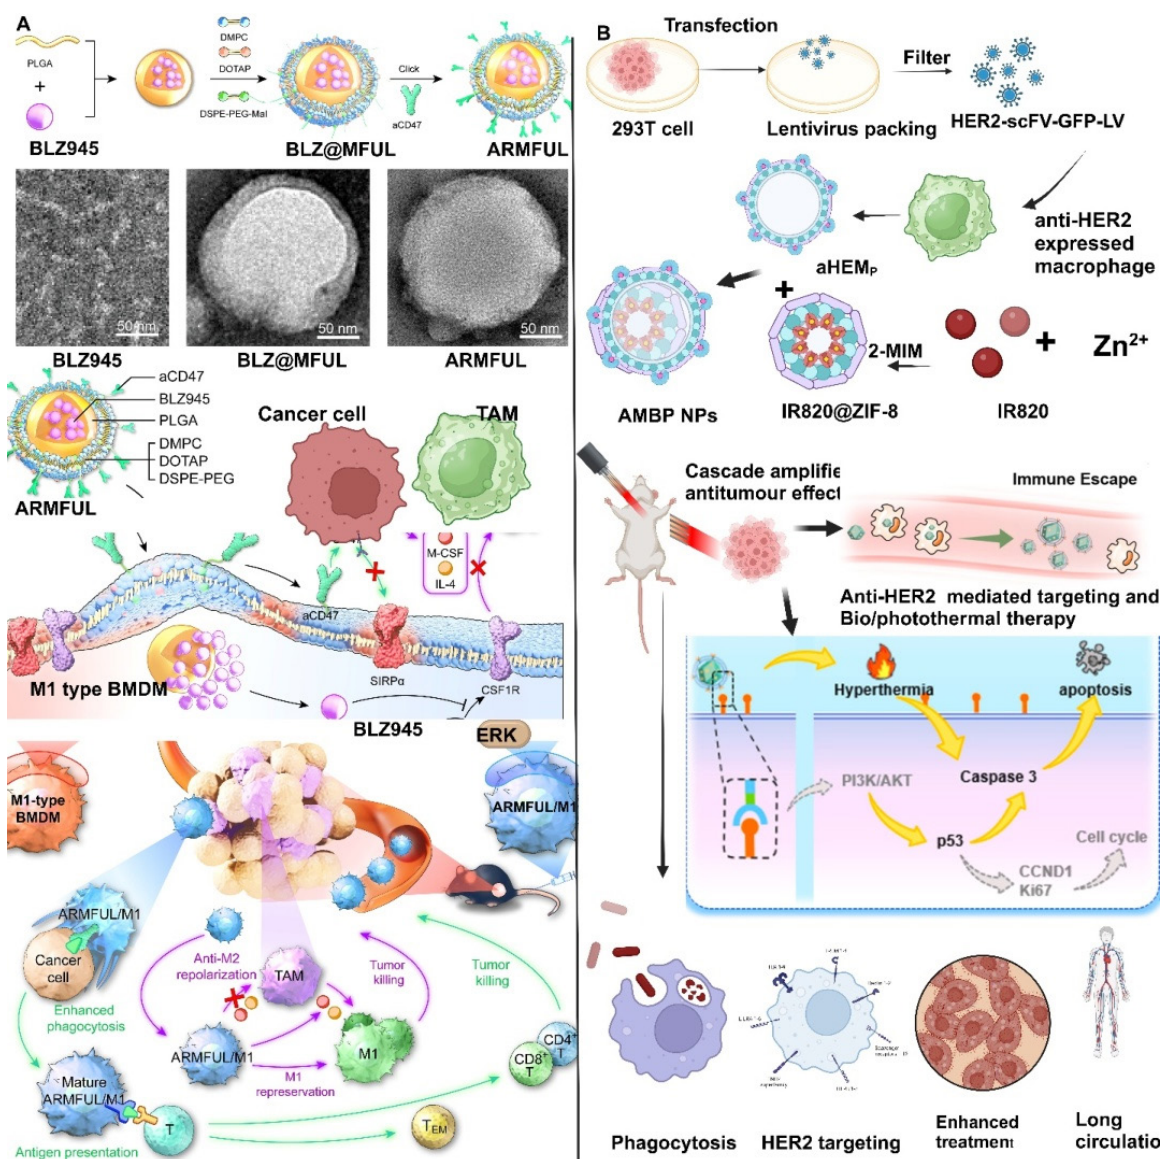 A
PLGA
+
BLZ945
DMPC
DOTAP
DSPE-PEG-Mal
BLZ@MFUL
Click
aCD47
ARMFUL
50 nm
50 nm
50 nm
BLZ945
BLZ@MFUL
ARMFUL
aCD47
BLZ945
PLGA
DMPC
DOTAP
DSPE-PEG
ARMFUL
Cancer cell
TAM
M-CSF
IL-4
aCD47
M1 type BMDM
SIRPα
CSF1R
BLZ945
ERK
M1-type
BMDM
ARMFUL/M1
ARMFUL/M1
Cancer
cell
Enhanced
phagocytosis
Anti-M2
repolarization
TAM
Tumor
killing
Tumor
killing
ARMFUL/M1
M1
M1
represervation
CD8+
T
CD4+
T
Mature
ARMFUL/M1
T
TEM
Antigen presentation
B
Transfection
Filter
293T cell
Lentivirus packing
HER2-scFV-GFP-LV
anti-HER2
expressed
macrophage
aHEMP
+
2-MIM
+
Zn2+
AMBP NPs
IR820@ZIF-8
IR820
Cascade amplifie
antitumour effect
Immune Escape
Anti-HER2 mediated targeting and
Bio/photothermal therapy
Hyperthermia
apoptosis
PI3K/AKT
Caspase 3
p53
CCND1
Ki67
Cell cycle
Phagocytosis
HER2 targeting
Enhanced
treatment
Long
circulatio